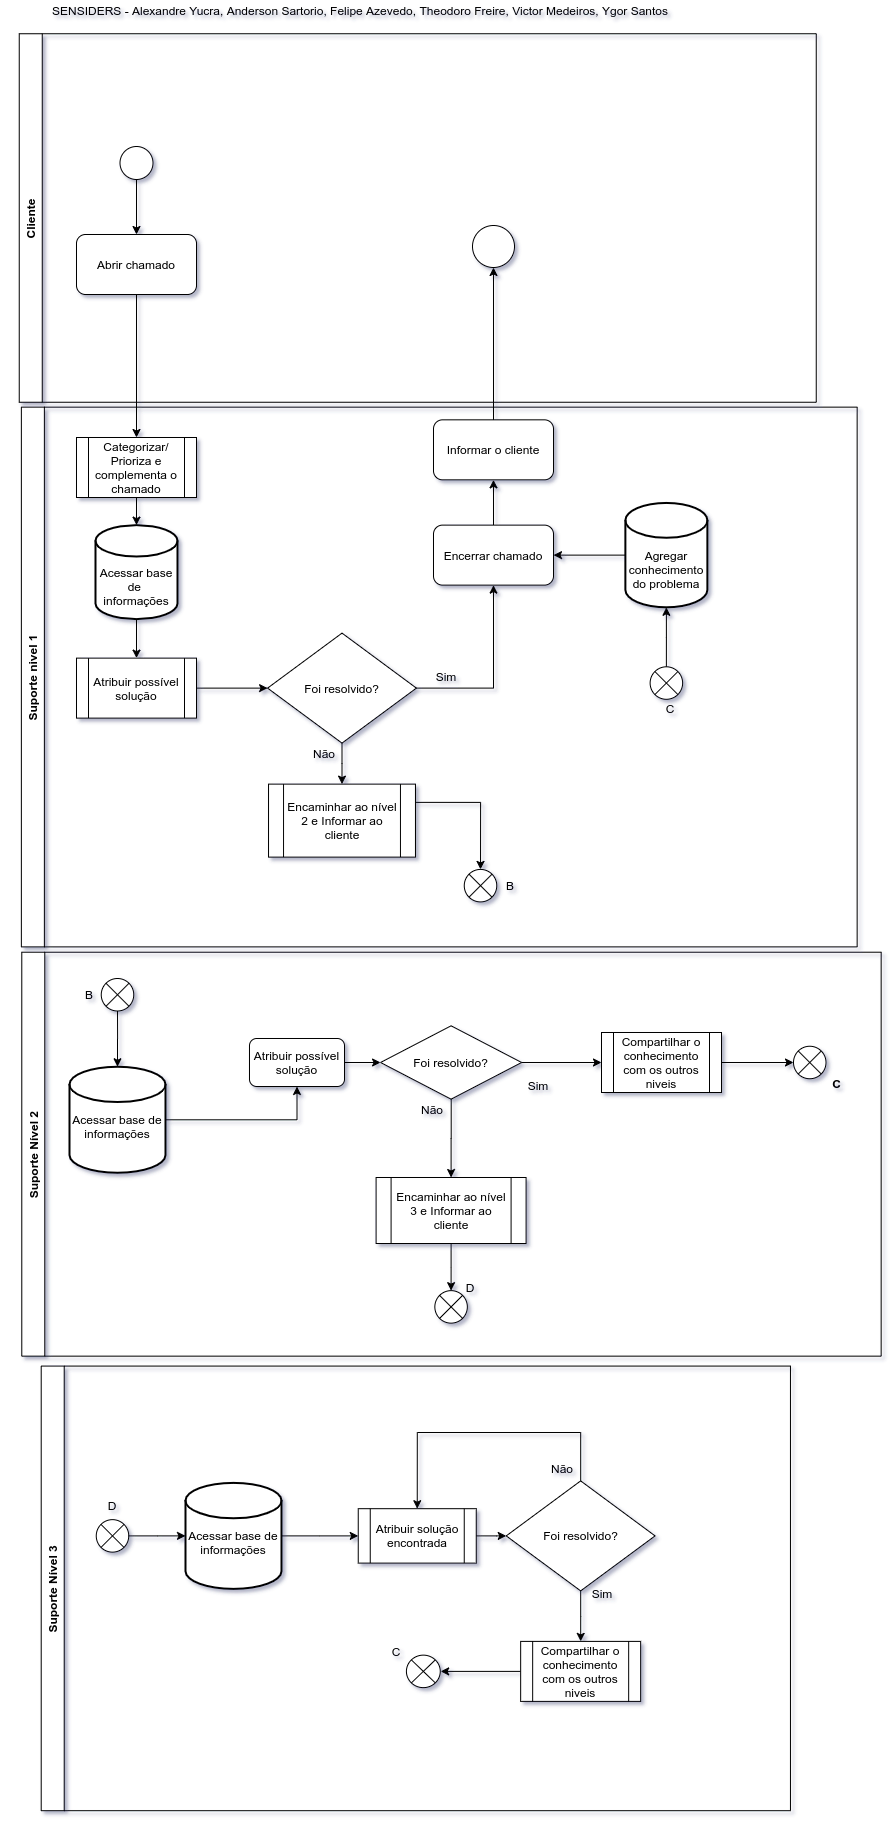 SENSIDERS - Alexandre Yucra, Anderson Sartorio, Felipe Azevedo, Theodoro Freire, Victor Medeiros, Ygor Santos
Cliente
Abrir chamado
Suporte nivel 1
Categorizar/
Prioriza e
complementa o
chamado
Informar o cliente
Acessar base
de
informações
Encerrar chamado
Agregar
conhecimento
do problema
Atribuir possível
solução
Foi resolvido?
Sim
C
Não
Encaminhar ao nível
2 e Informar ao
cliente
B
Suporte Nível 2
B
Acessar base de
informações
Atribuir possível
solução
Foi resolvido?
Sim
Compartilhar o
conhecimento
com os outros
niveis
C
Não
Encaminhar ao nível
3 e Informar ao
cliente
D
Suporte Nível 3
D
Acessar base de
informações
Atribuir solução
encontrada
Não
Foi resolvido?
Sim
Compartilhar o
conhecimento
com os outros
niveis
C